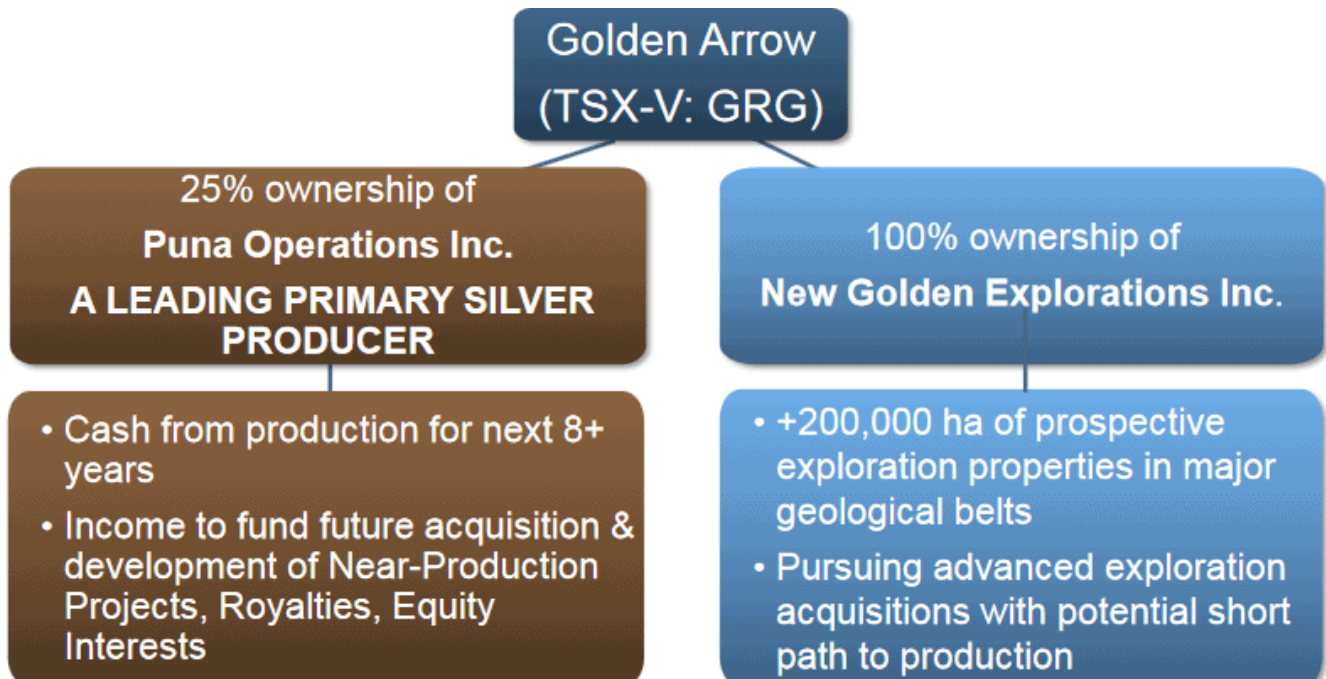 Golden Arrow
(TSX-V: GRG)
25% ownership of
Puna Operations Inc.
A LEADING PRIMARY SILVER
PRODUCER
• Cash from production for next 8+
years
• Income to fund future acquisition &
development of Near-Production
Projects, Royalties, Equity
Interests
100% ownership of
New Golden Explorations Inc.
• +200,000 ha of prospective
exploration properties in major
geological belts
• Pursuing advanced exploration
acquisitions with potential short
path to production